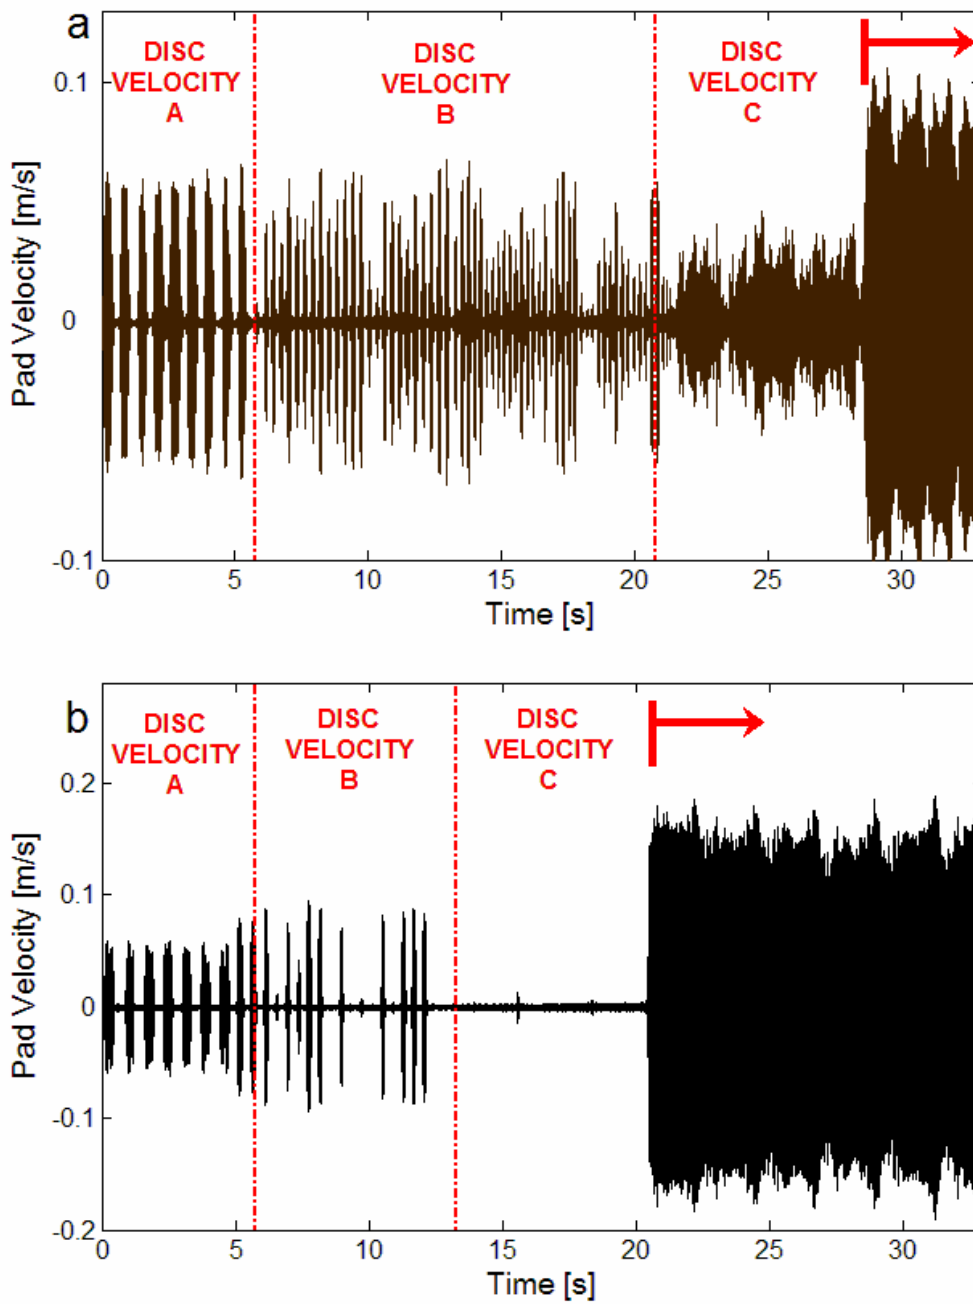 a
DISC
VELOCITY
A
DISC
VELOCITY
B
DISC
VELOCITY
C
Pad Velocity [m/s]
0.1
0
-0.1
0 5 10 15 20 25 30
Time [s]
b
DISC
VELOCITY
A
DISC
VELOCITY
B
DISC
VELOCITY
C
Pad Velocity [m/s]
0.2
0.1
0
-0.1
-0.2
0 5 10 15 20 25 30
Time [s]